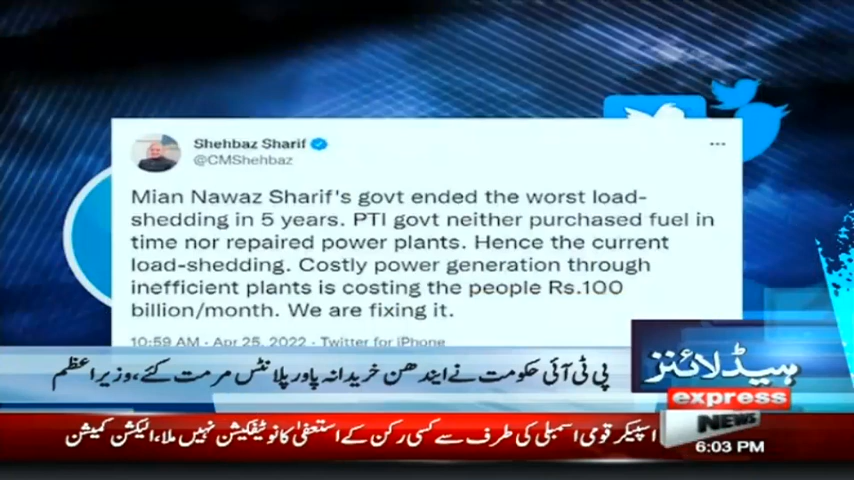 Shehbaz Sharif
@CMShehbaz
Mian Nawaz Sharif's govt ended the worst load-
shedding in 5 years. PTI govt neither purchased fuel in
time nor repaired power plants. Hence the current
load-shedding. Costly power generation through
inefficient plants is costing the people Rs.100
billion/month. We are fixing it.
10:59 AM - Apr 25, 2022 - Twitter for iPhone
ہیڈلائنز
پی ٹی آئی حکومت نے ایندھن خریدا نہ پاور پلانٹس مرمت کئے، وزیراعظم
express
NEWS
اسپیکر قومی اسمبلی کی طرف سے کسی رکن کے استعفیٰ کا نوٹیفکیشن نہیں ملا، الیکشن کمیشن
6:03 PM